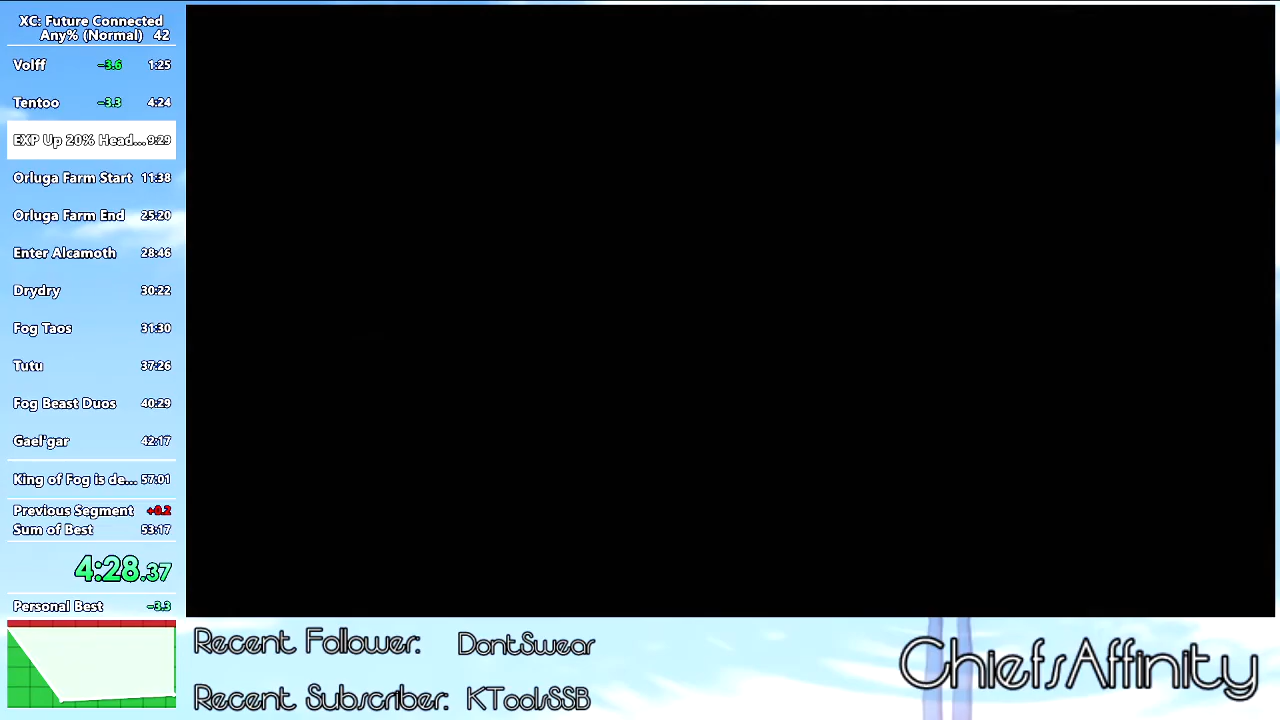 XC: Future Connected
Any% (Normal) 42
Volff -3.6 1:25
Tentoo -3.3 4:24
EXP Up 20% Head... 9:29
Orluga Farm Start 11:38
Orluga Farm End 25:20
Enter Alcamoth 28:46
Drydry 30:22
Fog Taos 31:30
Tutu 37:26
Fog Beast Duos 40:29
Gael'gar 42:17
King of Fog is de... 57:01
Previous Segment +0.2
Sum of Best 53:17
4:28.37
Personal Best -3.3
Recent Follower: DontSwear
Recent Subscriber: KToolsSSB
ChiefsAffinity